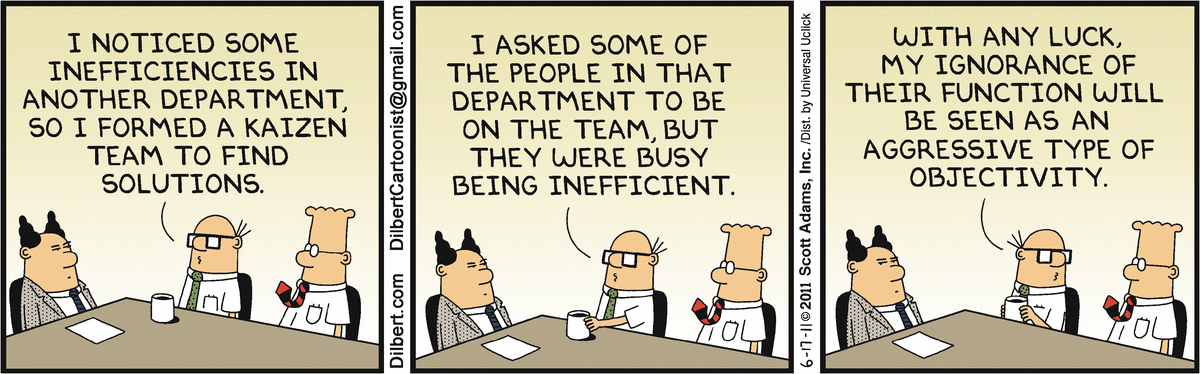 I NOTICED SOME
INEFFICIENCIES IN
ANOTHER DEPARTMENT,
SO I FORMED A KAIZEN
TEAM TO FIND
SOLUTIONS.
Dilbert.com DilbertCartoonist@gmail.com
I ASKED SOME OF
THE PEOPLE IN THAT
DEPARTMENT TO BE
ON THE TEAM, BUT
THEY WERE BUSY
BEING INEFFICIENT.
6-17-11 © 2011 Scott Adams, Inc. /Dist. by Universal Uclick
WITH ANY LUCK,
MY IGNORANCE OF
THEIR FUNCTION WILL
BE SEEN AS AN
AGGRESSIVE TYPE OF
OBJECTIVITY.